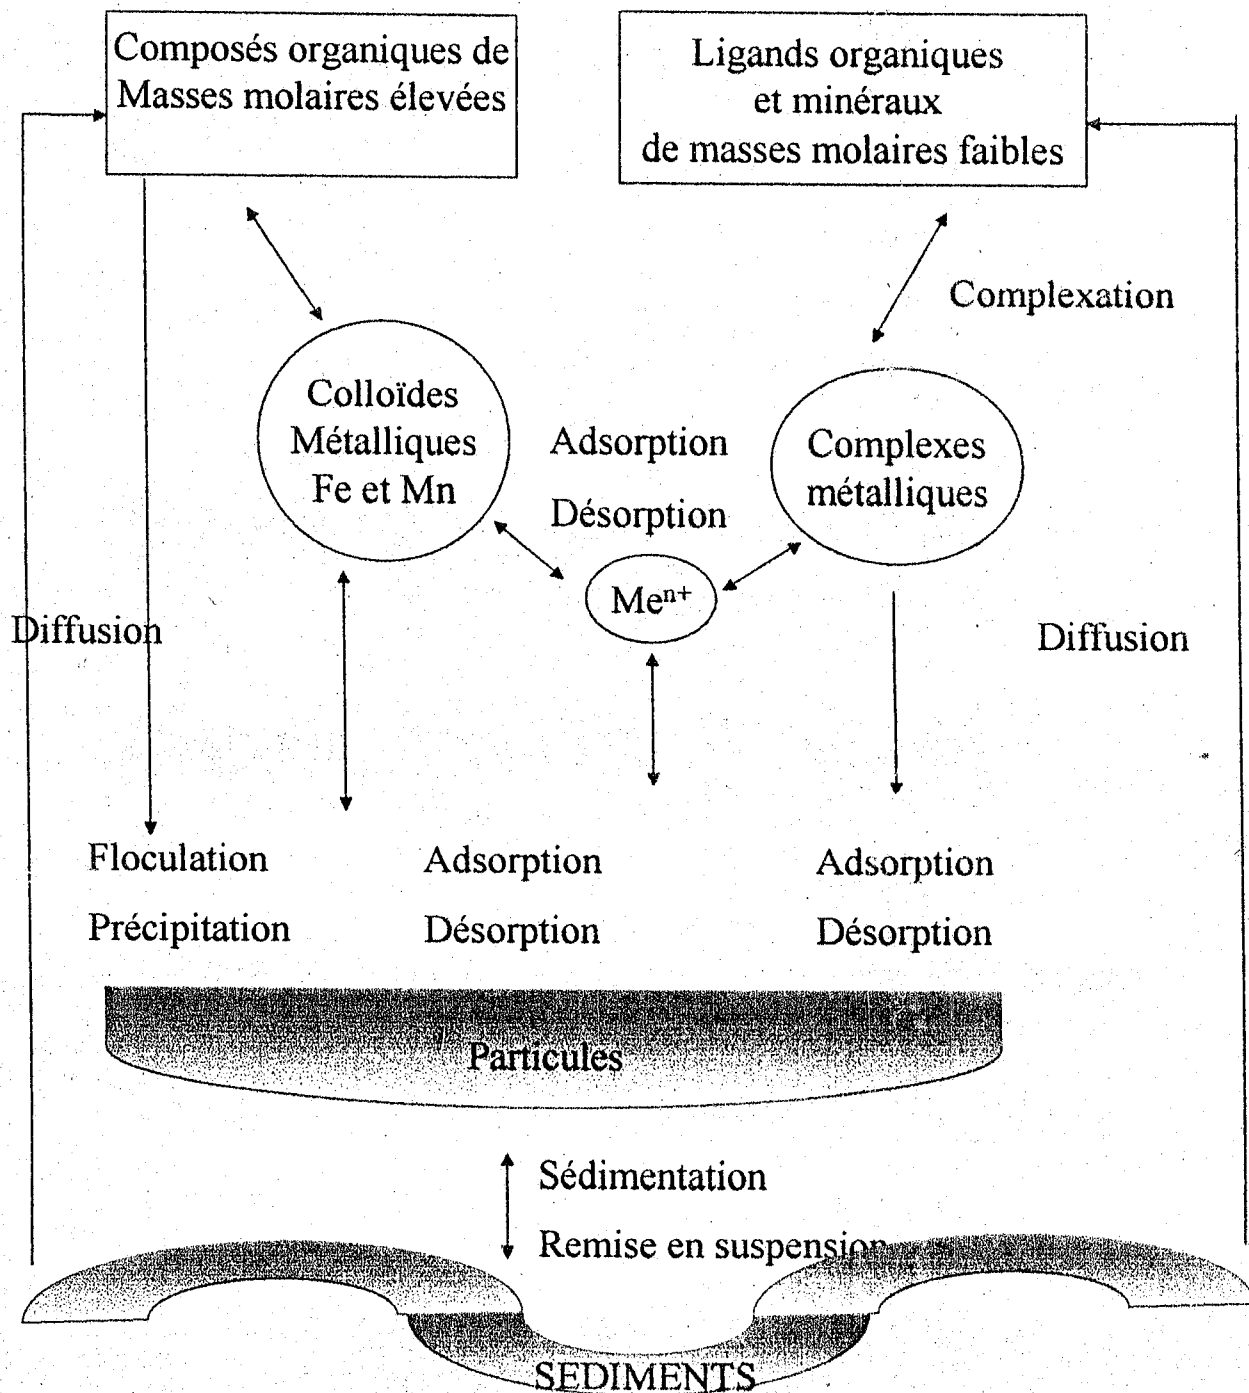 Composés organiques de
Masses molaires élevées
Ligands organiques
et minéraux
de masses molaires faibles
Complexation
Colloïdes
Métalliques
Fe et Mn
Adsorption
Désorption
Complexes
métalliques
Meⁿ⁺
Diffusion
Diffusion
Floculation
Précipitation
Adsorption
Désorption
Adsorption
Désorption
Particules
Sédimentation
Remise en suspension
SEDIMENTS